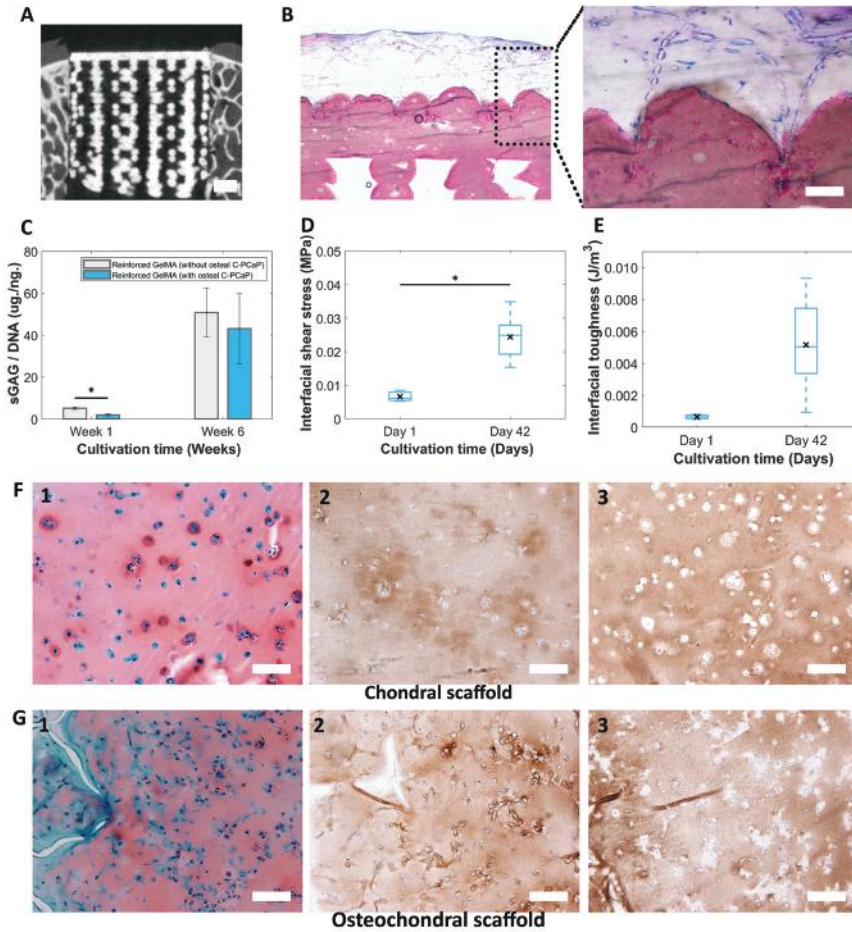 A
B
C
80
60
40
20
0
sGAG / DNA (ug./ng.)
Reinforced GelMA (without osteal C-PCaP)
Reinforced GelMA (with osteal C-PCaP)
*
Week 1
Week 6
Cultivation time (Weeks)
D
0.05
0.04
0.03
0.02
0.01
0
Interfacial shear stress (MPa)
*
Day 1
Day 42
Cultivation time (Days)
E
0.010
0.008
0.006
0.004
0.002
0
Interfacial toughness (J/m³)
Day 1
Day 42
Cultivation time (Days)
F
1
2
3
Chondral scaffold
G
1
2
3
Osteochondral scaffold